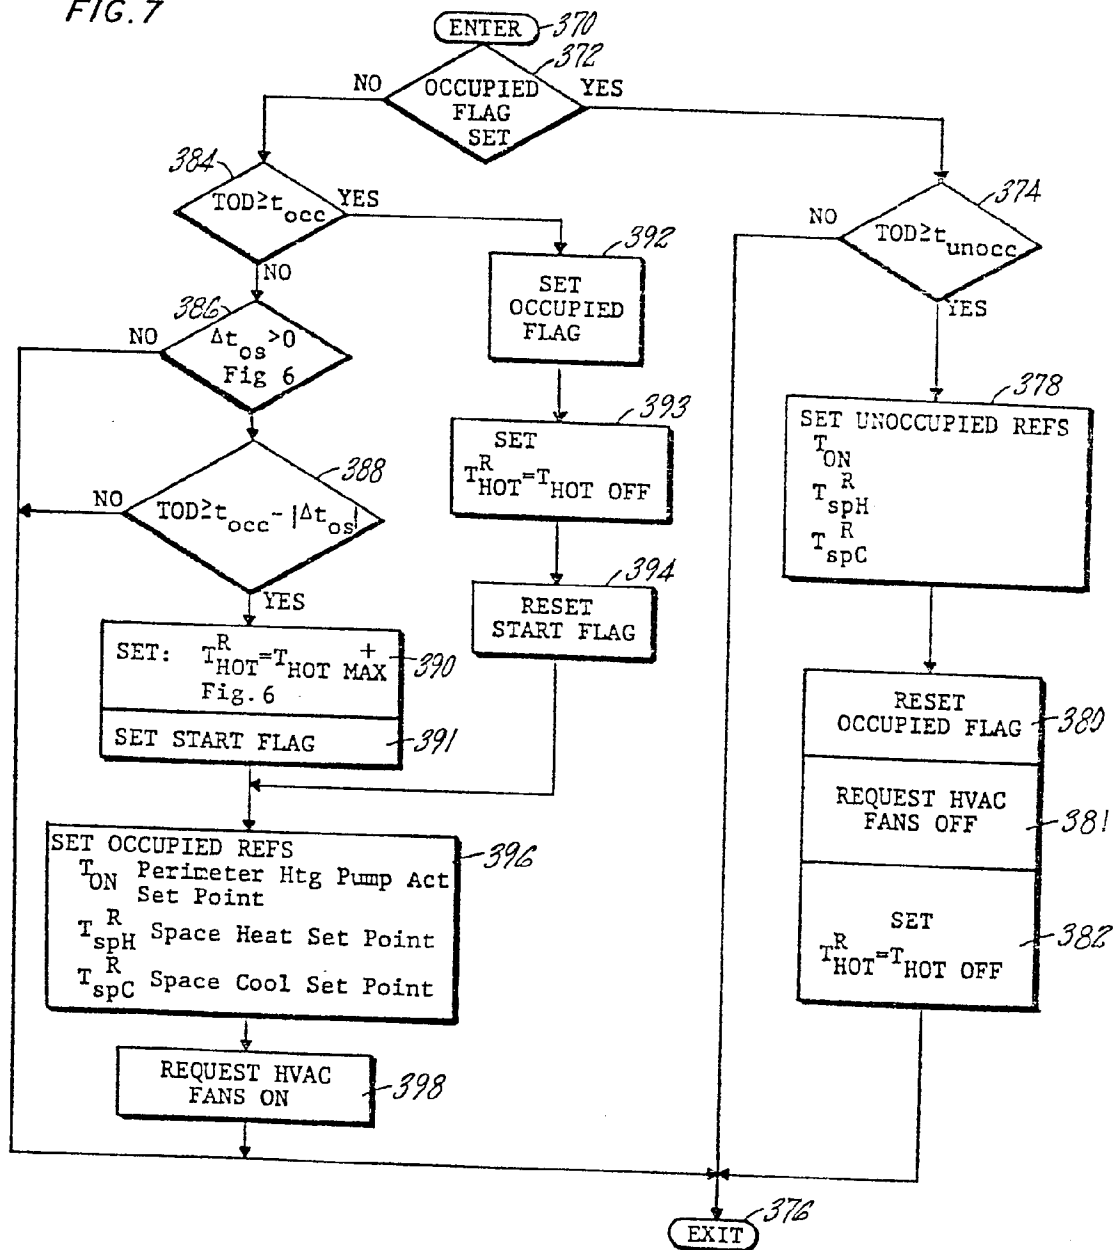 FIG. 7
ENTER 370
372
OCCUPIED
FLAG
SET
NO
YES
384
TOD≥t_occ
YES
NO
374
TOD≥t_unocc
NO
YES
392
SET
OCCUPIED
FLAG
386
Δt_os >0
Fig 6
NO
393
SET
T^R_HOT=T_HOT OFF
378
SET UNOCCUPIED REFS
T_ON
T^R_spH
T^R_spC
388
TOD≥t_occ - |Δt_os|
NO
YES
394
RESET
START FLAG
SET: T^R_HOT=T_HOT MAX^+
Fig. 6
390
SET START FLAG
391
RESET
OCCUPIED FLAG
380
REQUEST HVAC
FANS OFF
381
SET
T^R_HOT=T_HOT OFF
382
SET OCCUPIED REFS
T_ON Perimeter Htg Pump Act
Set Point
T^R_spH Space Heat Set Point
T^R_spC Space Cool Set Point
396
REQUEST HVAC
FANS ON
398
376
EXIT